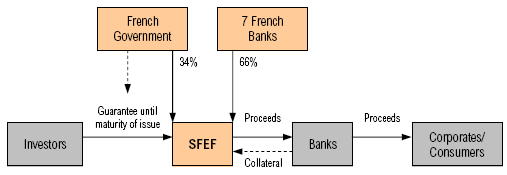 French
Government
7 French
Banks
34%
66%
Guarantee until
maturity of issue
Proceeds
Proceeds
Investors
SFEF
Banks
Corporates/
Consumers
Collateral